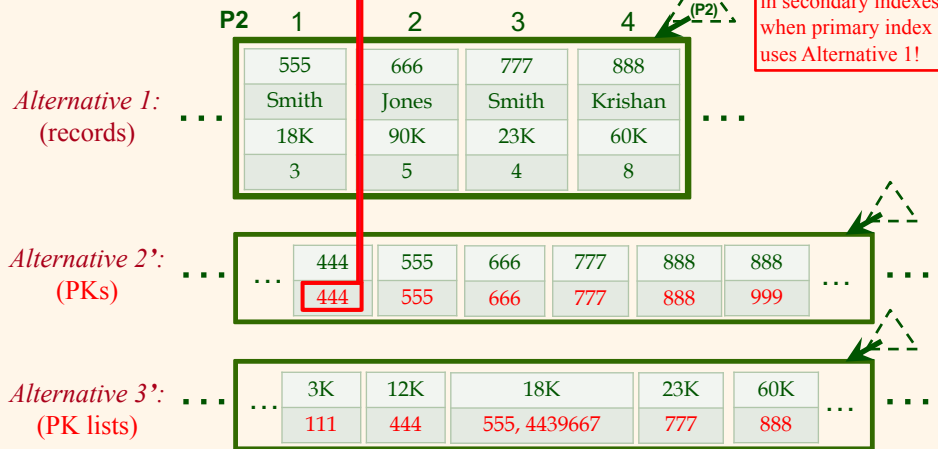 in secondary indexes
when primary index
uses Alternative 1!
(P2)
P2 1 2 3 4
Alternative 1:
(records)
... 555 666 777 888 ...
Smith Jones Smith Krishan
18K 90K 23K 60K
3 5 4 8
Alternative 2’:
(PKs)
... ... 444 555 666 777 888 888 ... ...
444 555 666 777 888 999
Alternative 3’:
(PK lists)
... ... 3K 12K 18K 23K 60K ... ...
111 444 555, 4439667 777 888